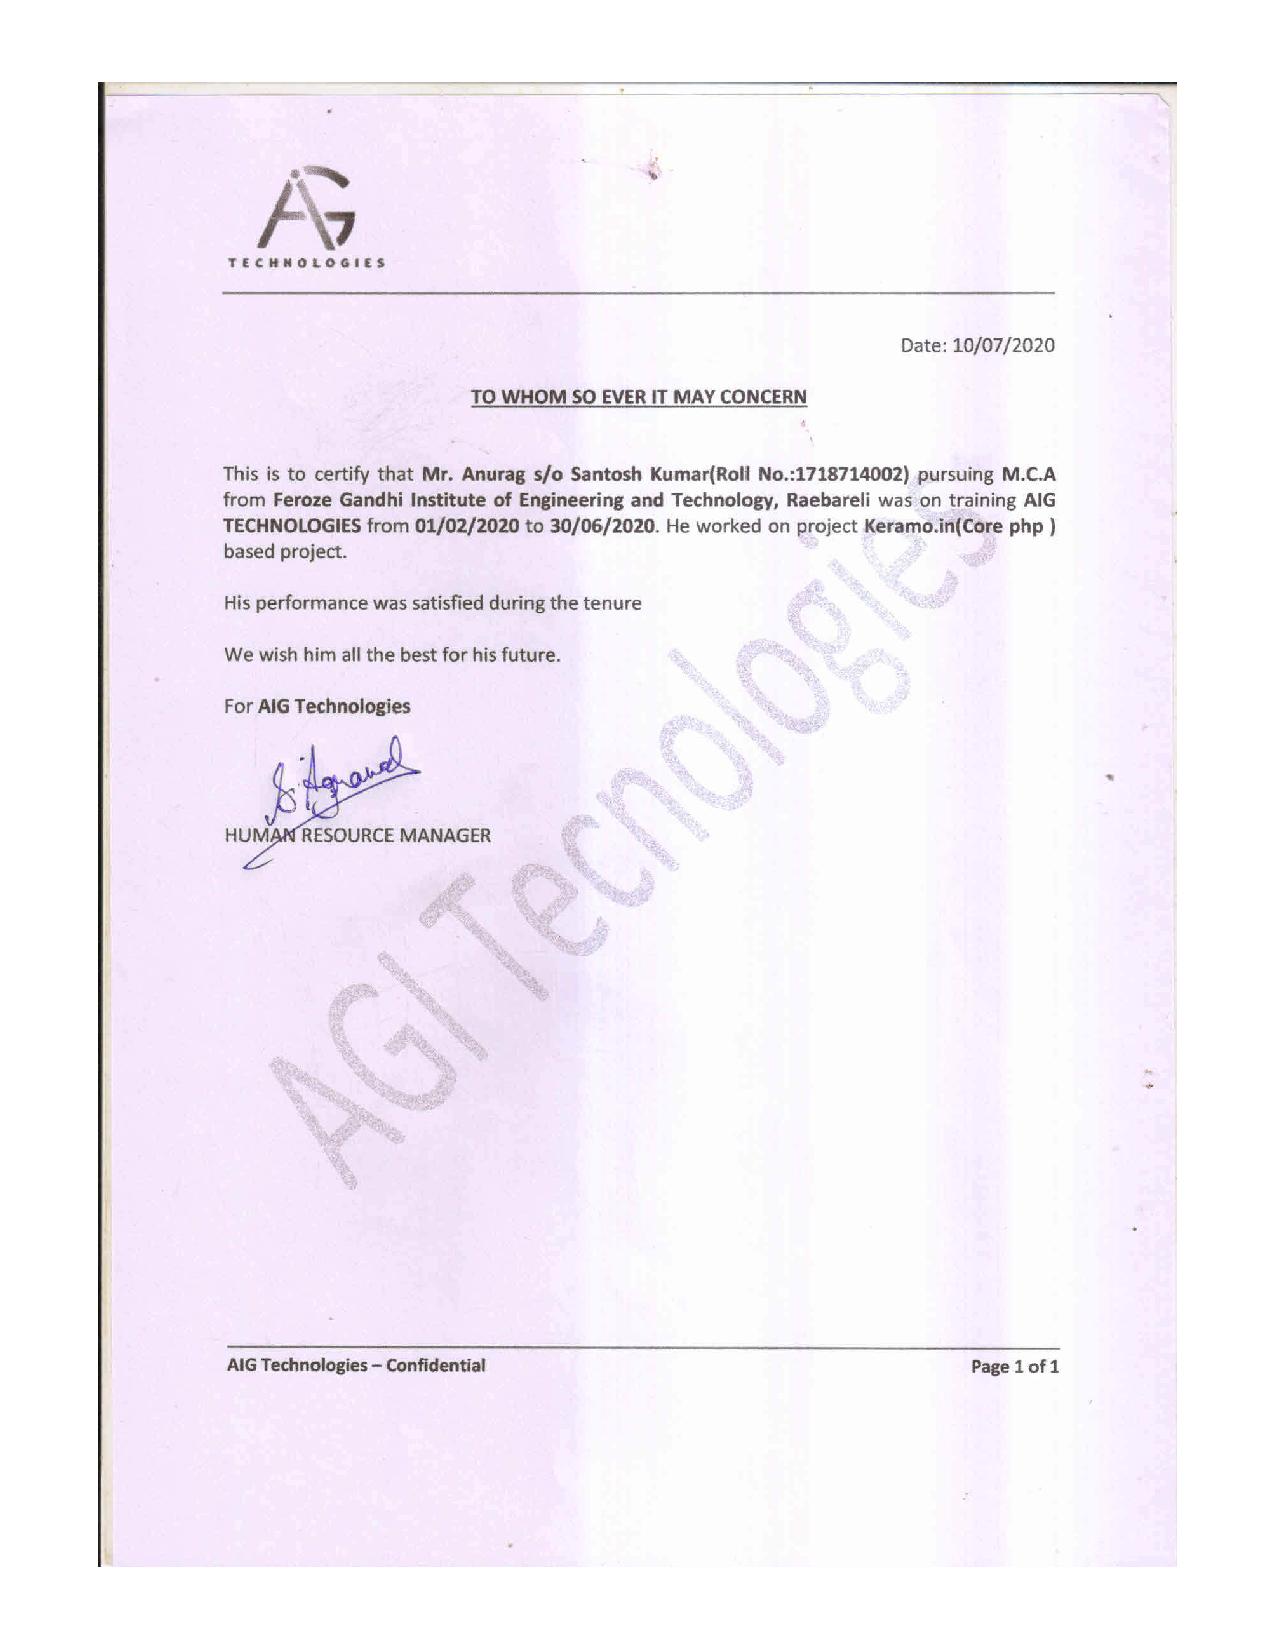 AIG
TECHNOLOGIES
Date: 10/07/2020
TO WHOM SO EVER IT MAY CONCERN
This is to certify that Mr. Anurag s/o Santosh Kumar(Roll No.:1718714002) pursuing M.C.A
from Feroze Gandhi Institute of Engineering and Technology, Raebareli was on training AIG
TECHNOLOGIES from 01/02/2020 to 30/06/2020. He worked on project Keramo.in(Core php )
based project.
His performance was satisfied during the tenure
We wish him all the best for his future.
For AIG Technologies
S. Agrawal
HUMAN RESOURCE MANAGER
AGI Tecnologies
AIG Technologies – Confidential
Page 1 of 1